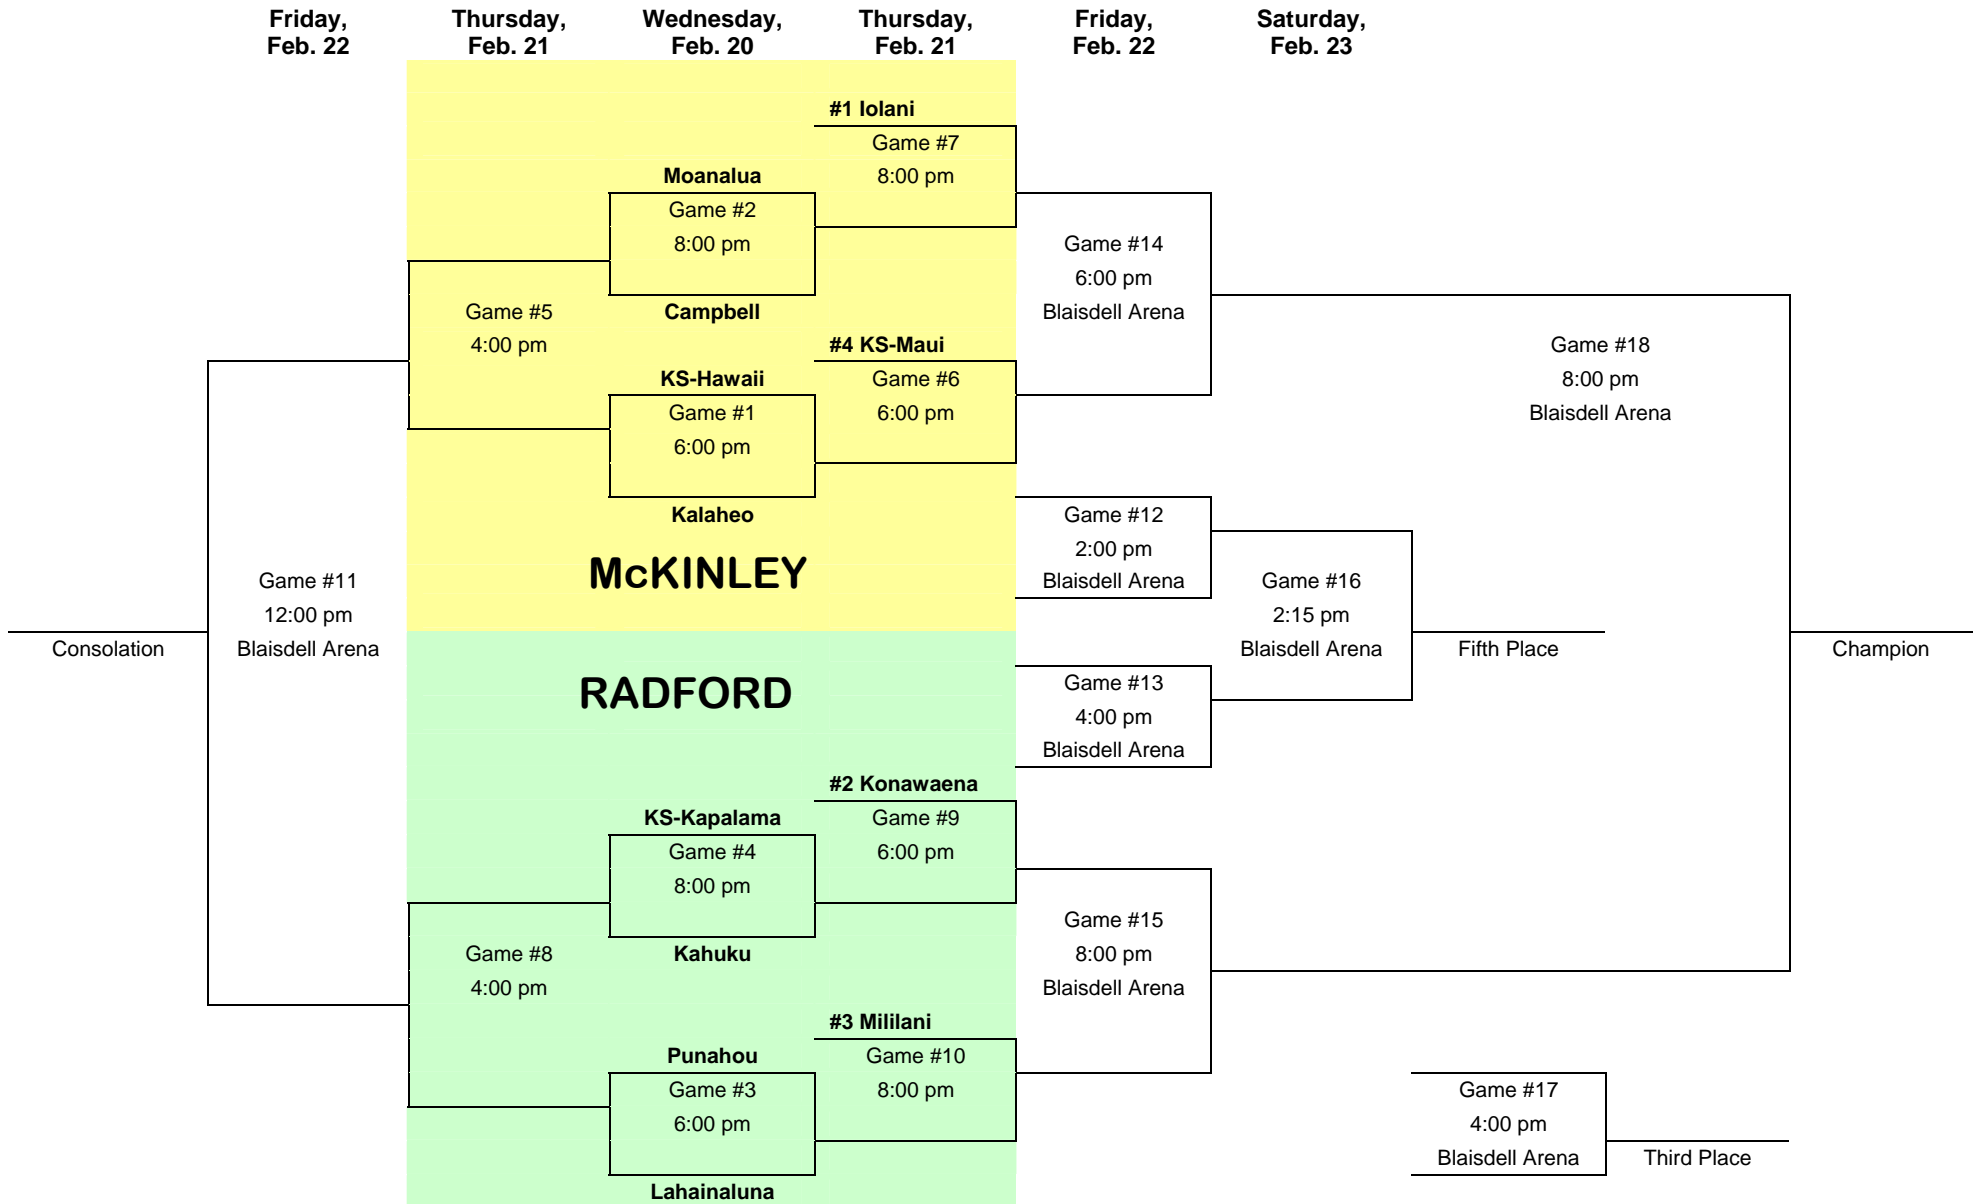 Friday,
Feb. 22
Thursday,
Feb. 21
Wednesday,
Feb. 20
Thursday,
Feb. 21
Friday,
Feb. 22
Saturday,
Feb. 23
#1 Iolani
Game #7
8:00 pm
Moanalua
Game #2
8:00 pm
Campbell
Game #14
6:00 pm
Blaisdell Arena
Game #5
4:00 pm
#4 KS-Maui
Game #6
6:00 pm
KS-Hawaii
Game #1
6:00 pm
Kalaheo
Game #18
8:00 pm
Blaisdell Arena
Game #12
2:00 pm
Blaisdell Arena
McKINLEY
Game #11
12:00 pm
Blaisdell Arena
Consolation
Game #16
2:15 pm
Blaisdell Arena
Fifth Place
Champion
RADFORD
Game #13
4:00 pm
Blaisdell Arena
#2 Konawaena
Game #9
6:00 pm
KS-Kapalama
Game #4
8:00 pm
Kahuku
Game #15
8:00 pm
Blaisdell Arena
Game #8
4:00 pm
#3 Mililani
Game #10
8:00 pm
Punahou
Game #3
6:00 pm
Lahainaluna
Game #17
4:00 pm
Blaisdell Arena
Third Place